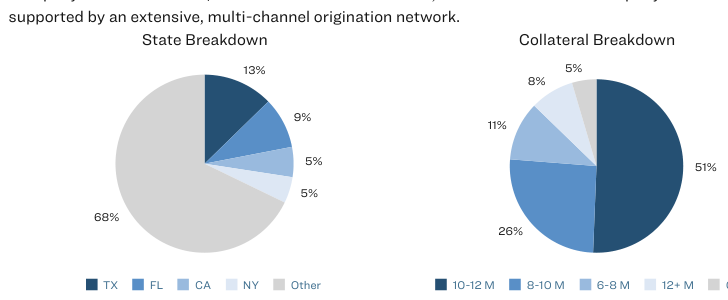 supported by an extensive, multi-channel origination network.
State Breakdown
13%
9%
5%
5%
68%
TX FL CA NY Other
Collateral Breakdown
5%
8%
11%
51%
26%
10-12 M 8-10 M 6-8 M 12+ M